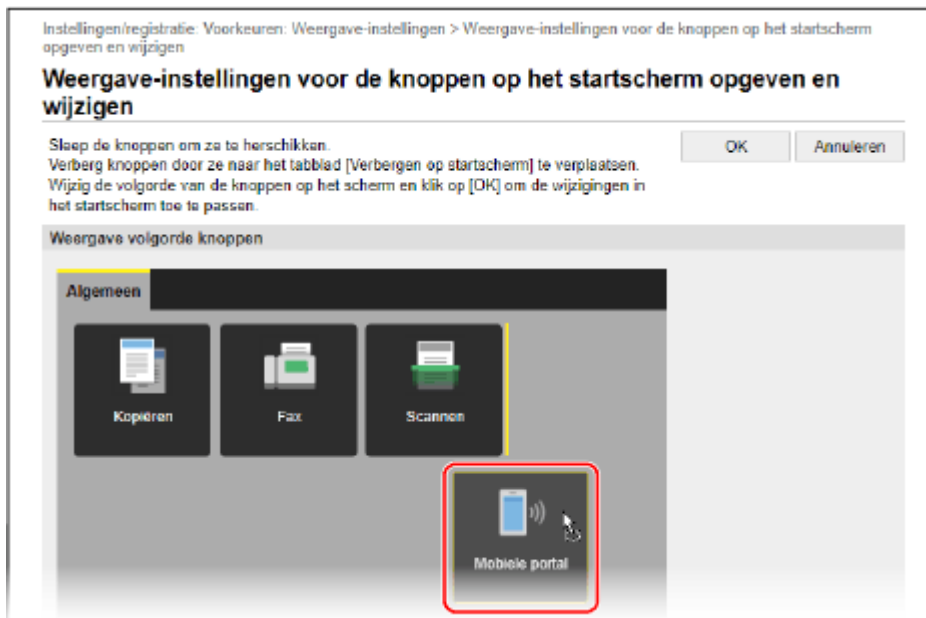 Instellingen/registratie: Voorkeuren: Weergave-instellingen > Weergave-instellingen voor de knoppen op het startscherm
opgeven en wijzigen
Weergave-instellingen voor de knoppen op het startscherm opgeven en
wijzigen
Sleep de knoppen om ze te herschikken.
OK
Annuleren
Verberg knoppen door ze naar het tabblad [Verbergen op startscherm] te verplaatsen.
Wijzig de volgorde van de knoppen op het scherm en klik op [OK] om de wijzigingen in
het startscherm toe te passen.
Weergave volgorde knoppen
Algemeen
Kopiëren
Fax
Scannen
Mobiele portal